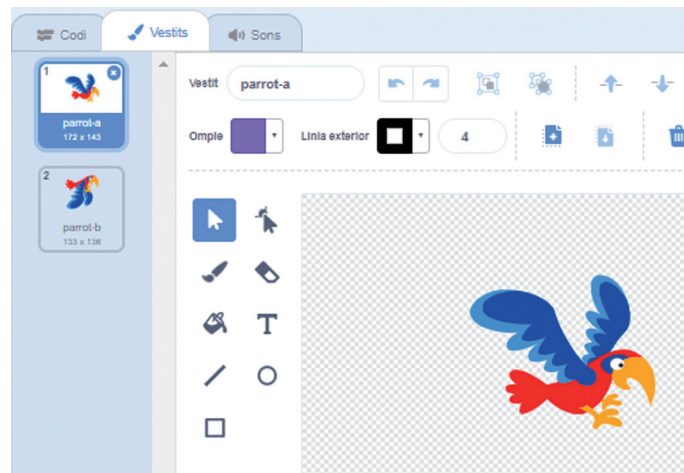 Codi
Vestits
Sons
1
parrot-a
172 x 143
2
parrot-b
133 x 136
Vestit
parrot-a
Omple
Línia exterior
4
T